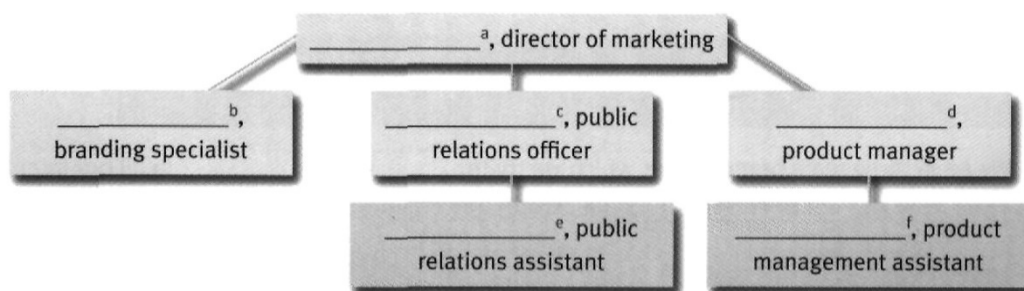 _______________ᵃ, director of marketing
_______________ᵇ,
branding specialist
_______________ᶜ, public
relations officer
_______________ᵈ,
product manager
_______________ᵉ, public
relations assistant
_______________ᶠ, product
management assistant